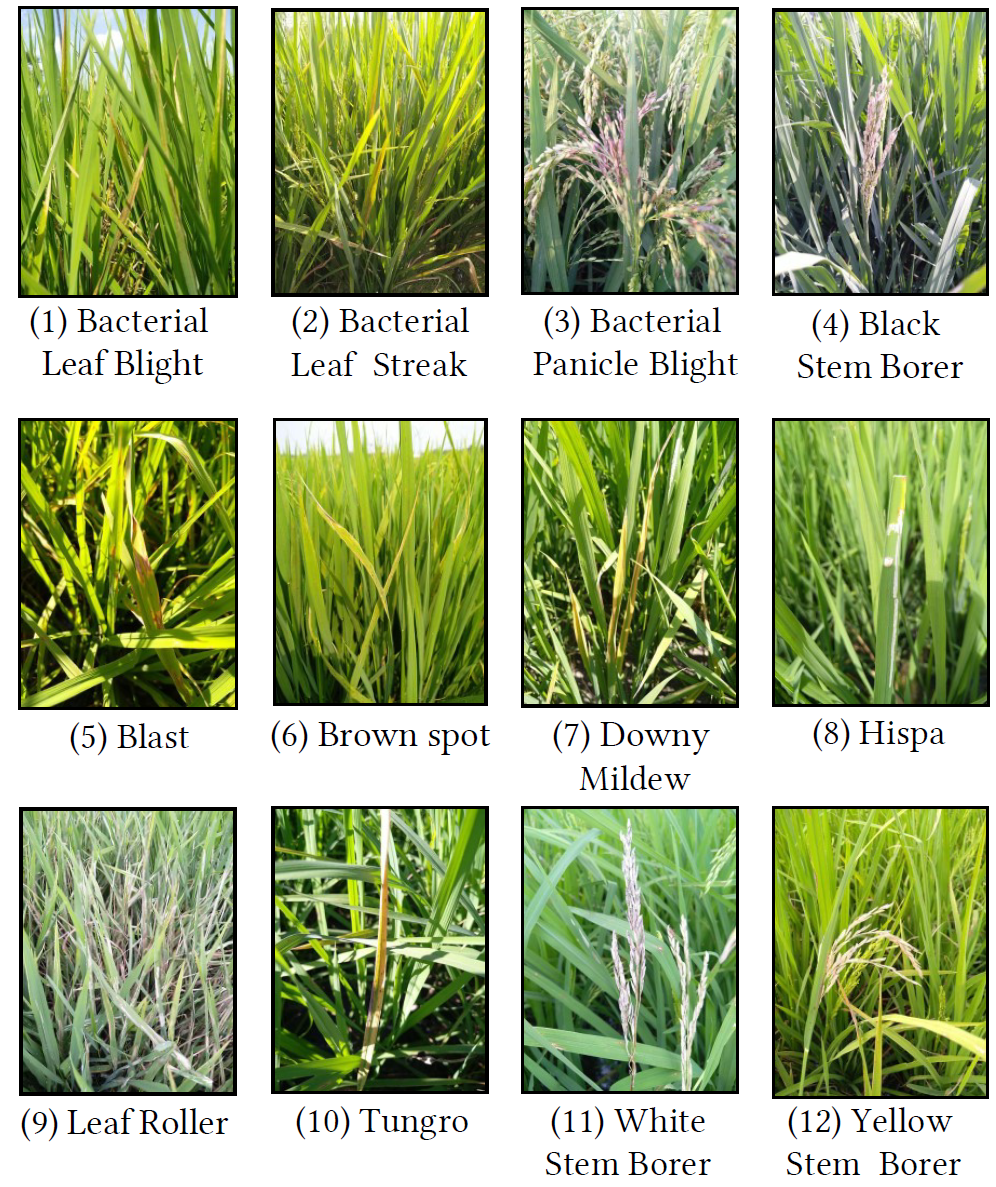 (1) Bacterial
Leaf Blight
(2) Bacterial
Leaf Streak
(3) Bacterial
Panicle Blight
(4) Black
Stem Borer
(5) Blast
(6) Brown spot
(7) Downy
Mildew
(8) Hispa
(9) Leaf Roller
(10) Tungro
(11) White
Stem Borer
(12) Yellow
Stem Borer